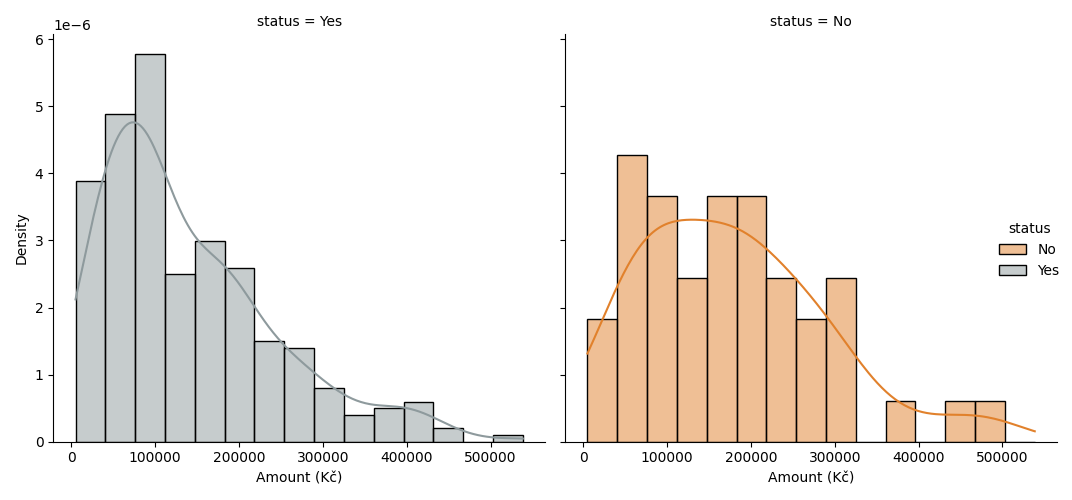 1e−6
status = Yes
status = No
6
5
4
3
2
1
0
Density
0 100000 200000 300000 400000 500000
0 100000 200000 300000 400000 500000
Amount (Kč)
Amount (Kč)
status
No
Yes